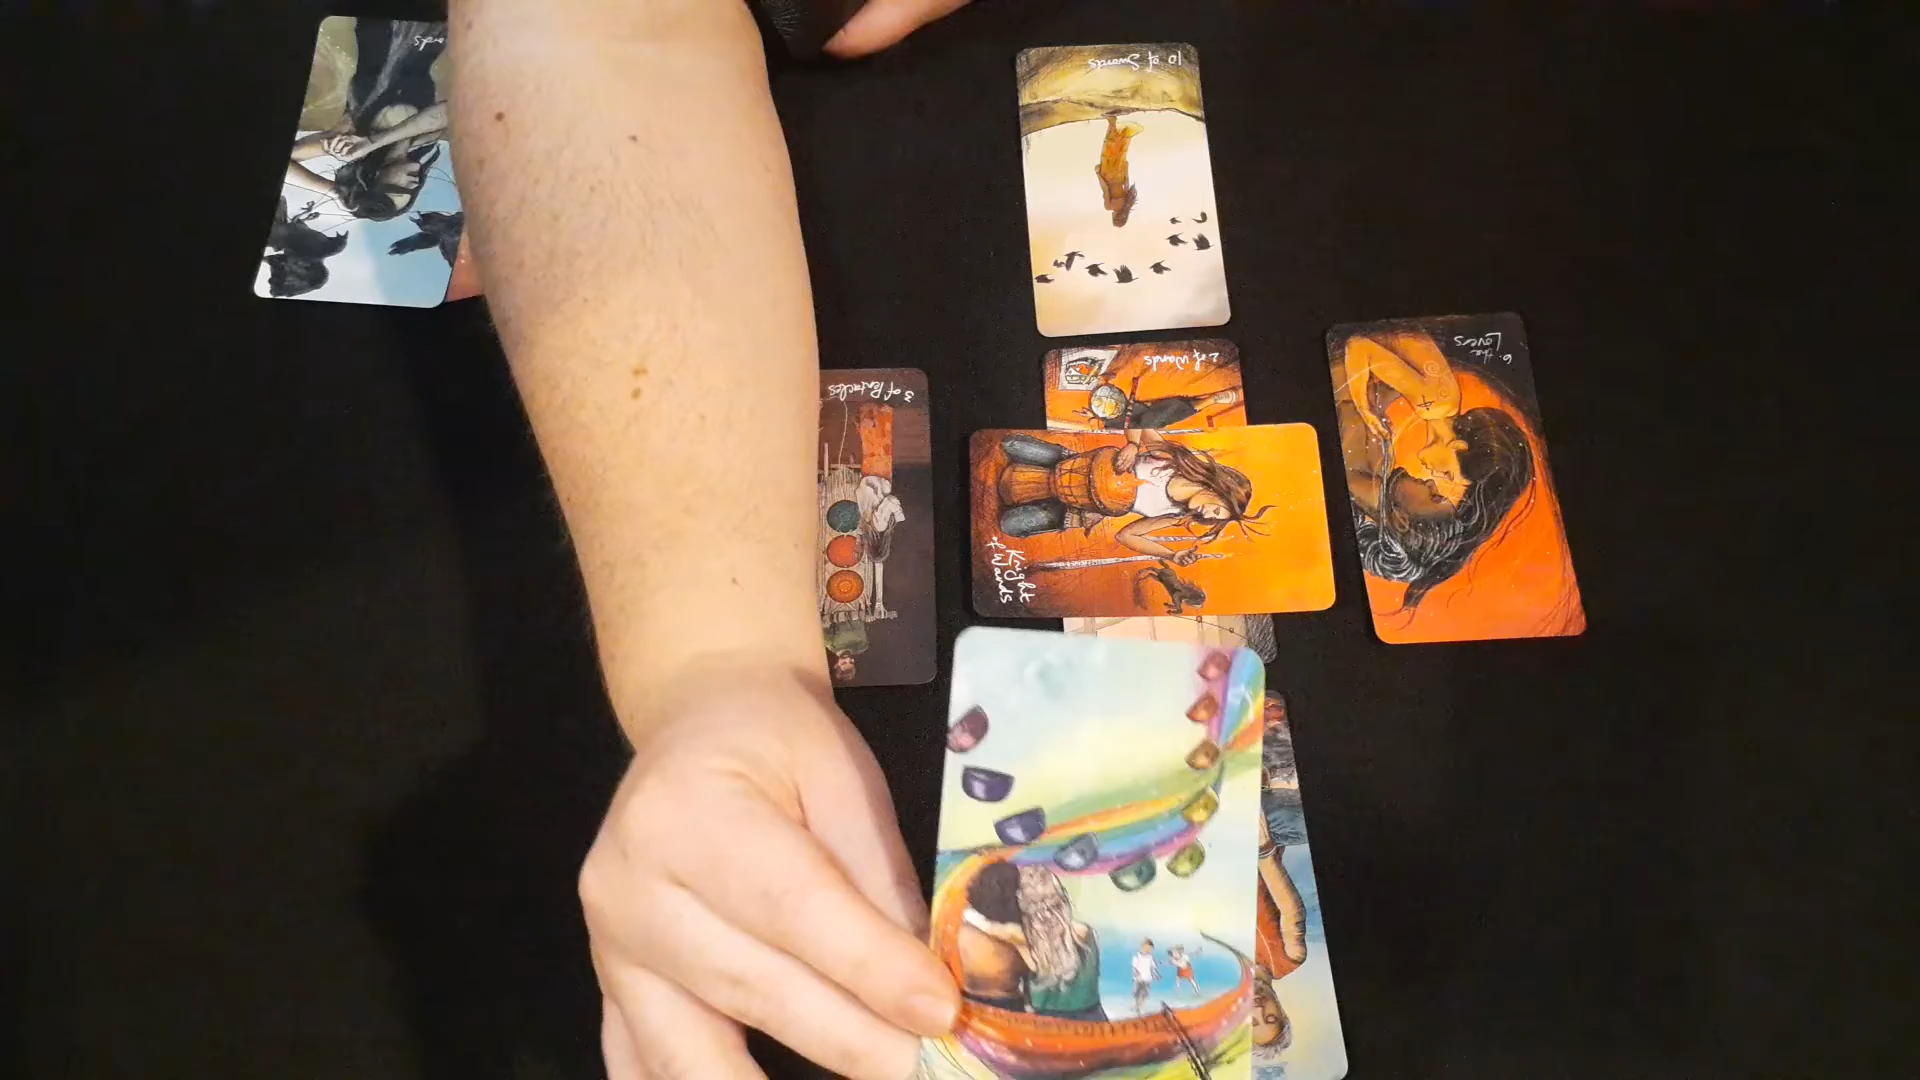 10 of Swords
2 of Wands
6. the
Lovers
3 of Pentacles
Knight
of Wands